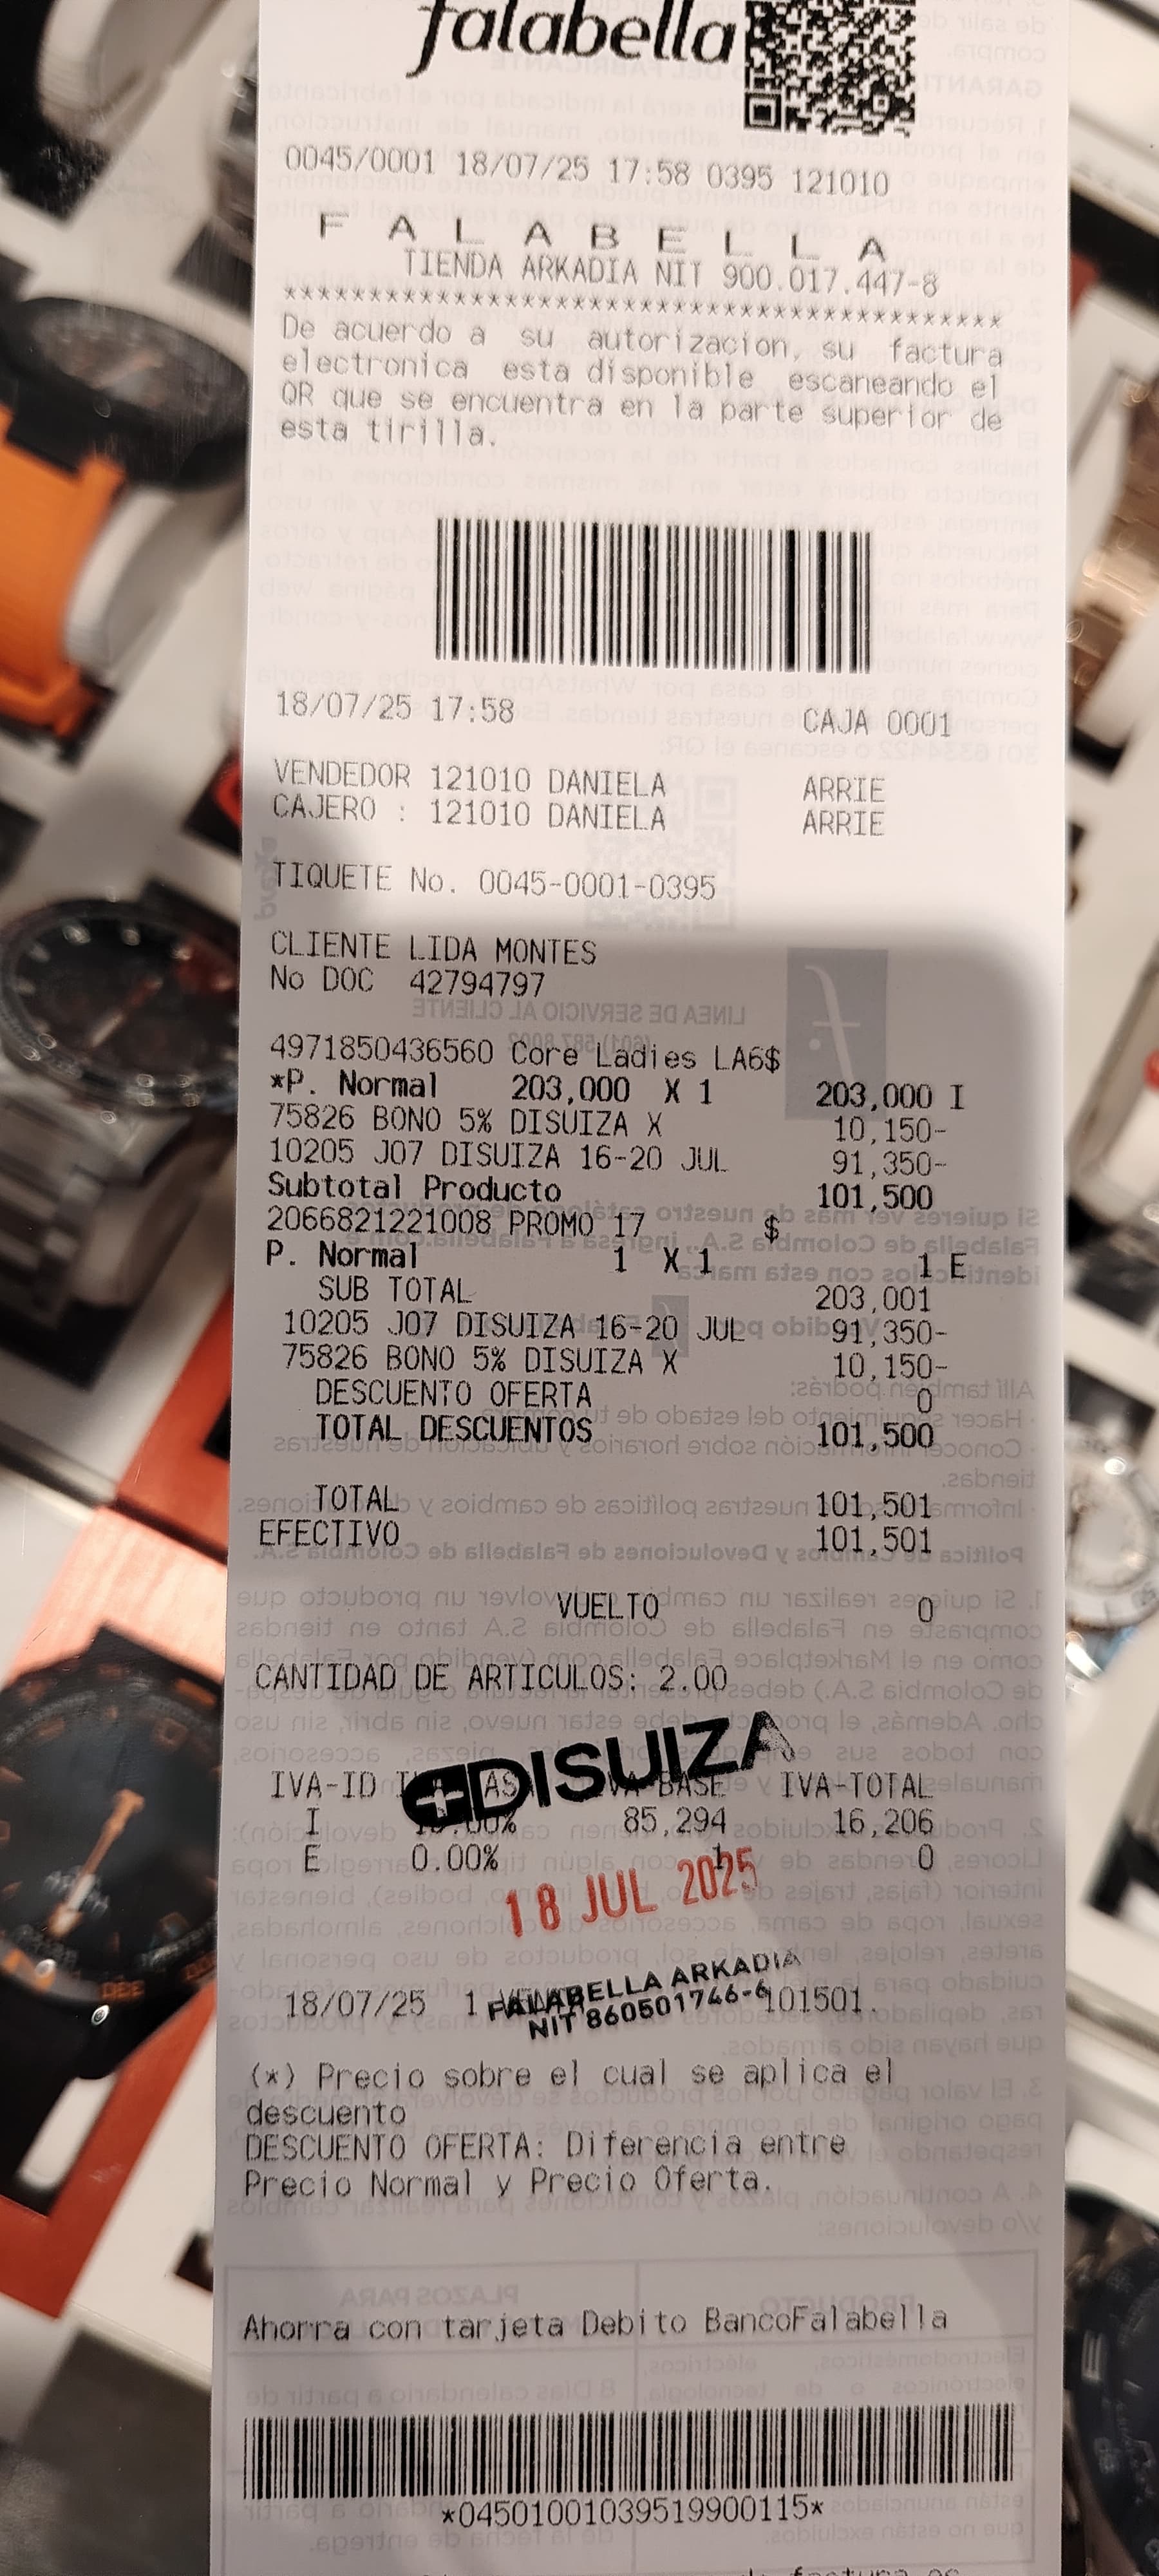 falabella
0045/0001 18/07/25 17:58 0395 121010
F A L A B E L L A
TIENDA ARKADIA NIT 900.017.447-8
****************************************
De acuerdo a su autorizacion, su factura
electronica esta disponible escaneando el
QR que se encuentra en la parte superior de
esta tirilla.
18/07/25 17:58 CAJA 0001
VENDEDOR 121010 DANIELA ARRIE
CAJERO : 121010 DANIELA ARRIE
TIQUETE No. 0045-0001-0395
CLIENTE LIDA MONTES
No DOC 42794797
4971850436560 Core Ladies LA6$
*P. Normal 203,000 X 1 203,000 I
75826 BONO 5% DISUIZA X 10,150-
10205 J07 DISUIZA 16-20 JUL 91,350-
Subtotal Producto 101,500
2066821221008 PROMO 17 $
P. Normal 1 X 1 1 E
SUB TOTAL 203,001
10205 J07 DISUIZA 16-20 JUL 91,350-
75826 BONO 5% DISUIZA X 10,150-
DESCUENTO OFERTA 0
TOTAL DESCUENTOS 101,500
TOTAL 101,501
EFECTIVO 101,501
VUELTO 0
CANTIDAD DE ARTICULOS: 2.00
DISUIZA
IVA-ID BASE IVA-TOTAL
I 85,294 16,206
E 0.00% 1 0
18 JUL 2025
FALABELLA ARKADIA
NIT 860501746-6
18/07/25 1 101501.
(*) Precio sobre el cual se aplica el
descuento
DESCUENTO OFERTA: Diferencia entre
Precio Normal y Precio Oferta.
Ahorra con tarjeta Debito BancoFalabella
*04501001039519900115*